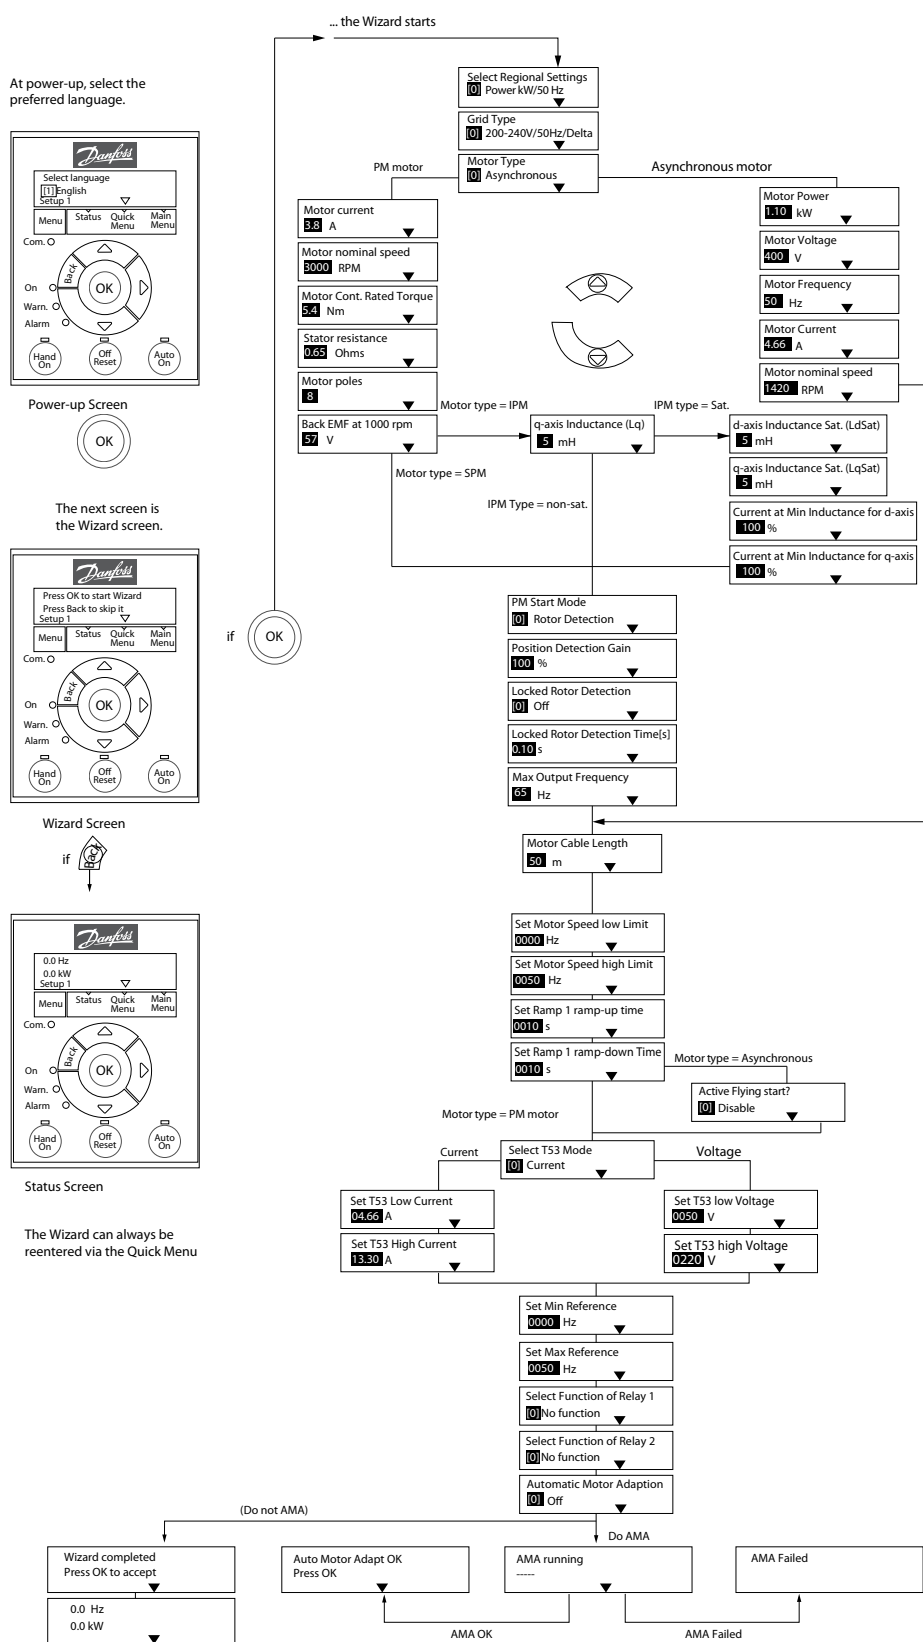 ... the Wizard starts
At power-up, select the
preferred language.
Danfoss
Select language
[1] English
Setup 1
Menu
Status
Quick
Menu
Main
Menu
Com.
Back
OK
On
Warn.
Alarm
Hand
On
Off
Reset
Auto
On
Power-up Screen
OK
The next screen is
the Wizard screen.
Danfoss
Press OK to start Wizard
Press Back to skip it
Setup 1
Menu
Status
Quick
Menu
Main
Menu
Com.
Back
OK
On
Warn.
Alarm
Hand
On
Off
Reset
Auto
On
Wizard Screen
if Back
Danfoss
0.0 Hz
0.0 kW
Setup 1
Menu
Status
Quick
Menu
Main
Menu
Com.
Back
OK
On
Warn.
Alarm
Hand
On
Off
Reset
Auto
On
Status Screen
The Wizard can always be
reentered via the Quick Menu
if OK
Select Regional Settings
[0] Power kW/50 Hz
Grid Type
[0] 200-240V/50Hz/Delta
Motor Type
[0] Asynchronous
PM motor
Asynchronous motor
Motor current
3.8 A
Motor nominal speed
3000 RPM
Motor Cont. Rated Torque
5.4 Nm
Stator resistance
0.65 Ohms
Motor poles
8
Back EMF at 1000 rpm
57 V
Motor Power
1.10 kW
Motor Voltage
400 V
Motor Frequency
50 Hz
Motor Current
4.66 A
Motor nominal speed
1420 RPM
Motor type = IPM
q-axis Inductance (Lq)
5 mH
IPM type = Sat.
d-axis Inductance Sat. (LdSat)
5 mH
q-axis Inductance Sat. (LqSat)
5 mH
Current at Min Inductance for d-axis
100 %
Current at Min Inductance for q-axis
100 %
Motor type = SPM
IPM Type = non-sat.
PM Start Mode
[0] Rotor Detection
Position Detection Gain
100 %
Locked Rotor Detection
[0] Off
Locked Rotor Detection Time[s]
0.10 s
Max Output Frequency
65 Hz
Motor Cable Length
50 m
Set Motor Speed low Limit
0000 Hz
Set Motor Speed high Limit
0050 Hz
Set Ramp 1 ramp-up time
0010 s
Set Ramp 1 ramp-down Time
0010 s
Motor type = Asynchronous
Active Flying start?
[0] Disable
Motor type = PM motor
Select T53 Mode
[0] Current
Current
Voltage
Set T53 Low Current
04.66 A
Set T53 High Current
13.30 A
Set T53 low Voltage
0050 V
Set T53 high Voltage
0220 V
Set Min Reference
0000 Hz
Set Max Reference
0050 Hz
Select Function of Relay 1
[0] No function
Select Function of Relay 2
[0] No function
Automatic Motor Adaption
[0] Off
(Do not AMA)
Do AMA
Wizard completed
Press OK to accept
0.0 Hz
0.0 kW
Auto Motor Adapt OK
Press OK
AMA running
-----
AMA Failed
AMA OK
AMA Failed